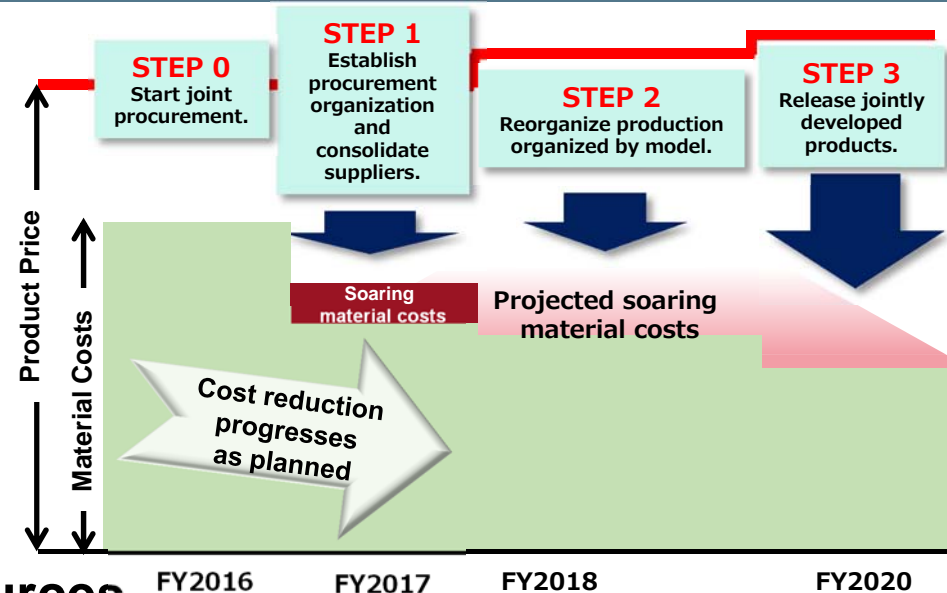 STEP 0
Start joint
procurement.
STEP 1
Establish
procurement
organization
and
consolidate
suppliers.
STEP 2
Reorganize production
organized by model.
STEP 3
Release jointly
developed
products.
Product Price
Material Costs
Soaring
material costs
Projected soaring
material costs
Cost reduction
progresses
as planned
FY2016
FY2017
FY2018
FY2020